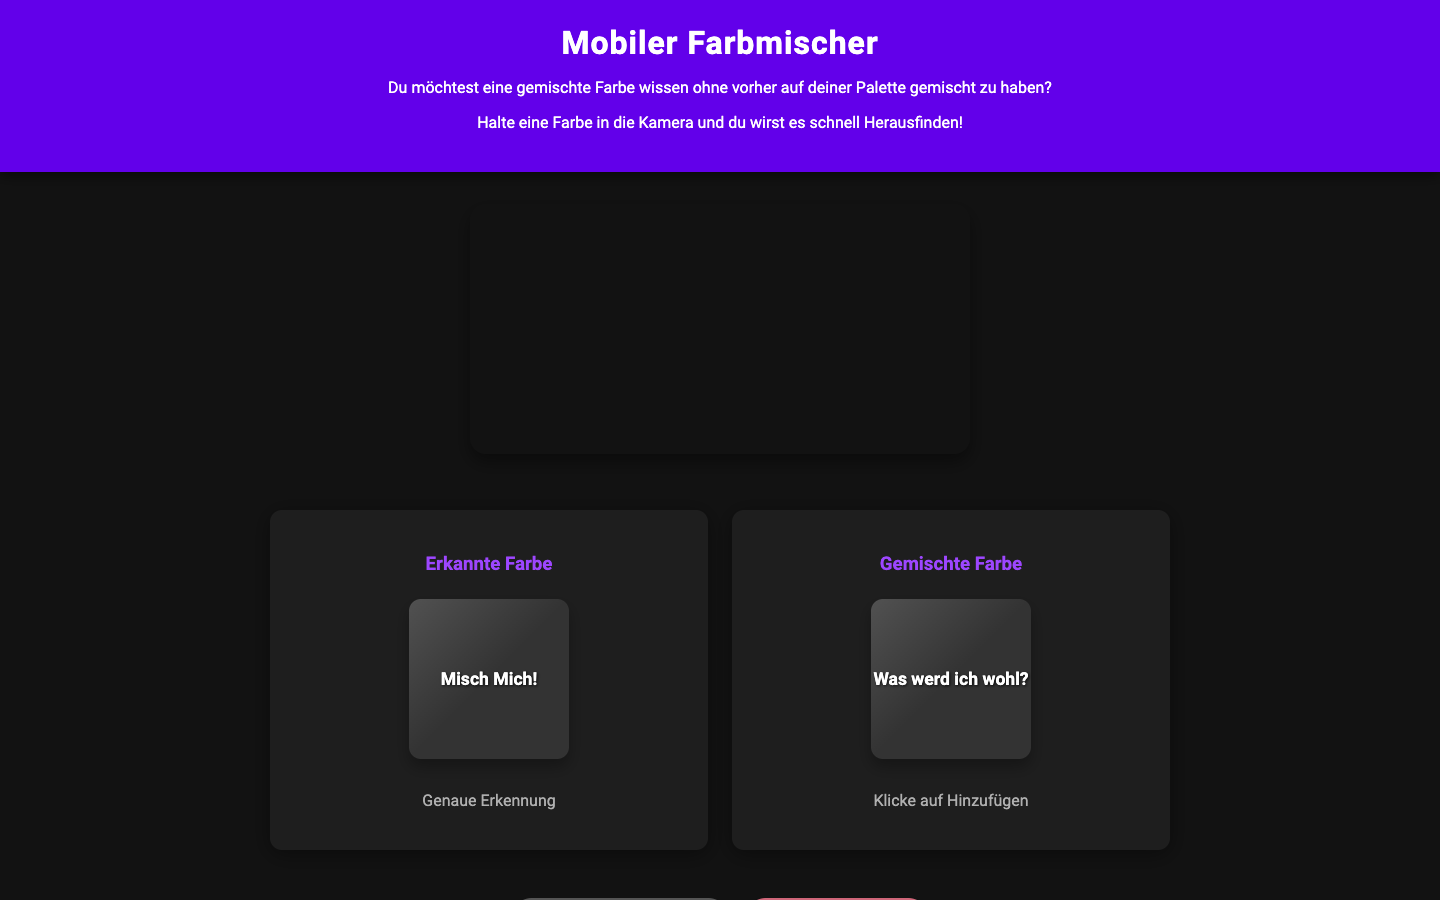 Mobiler Farbmischer
Du möchtest eine gemischte Farbe wissen ohne vorher auf deiner Palette gemischt zu haben?
Halte eine Farbe in die Kamera und du wirst es schnell Herausfinden!
Erkannte Farbe
Misch Mich!
Genaue Erkennung
Gemischte Farbe
Was werd ich wohl?
Klicke auf Hinzufügen